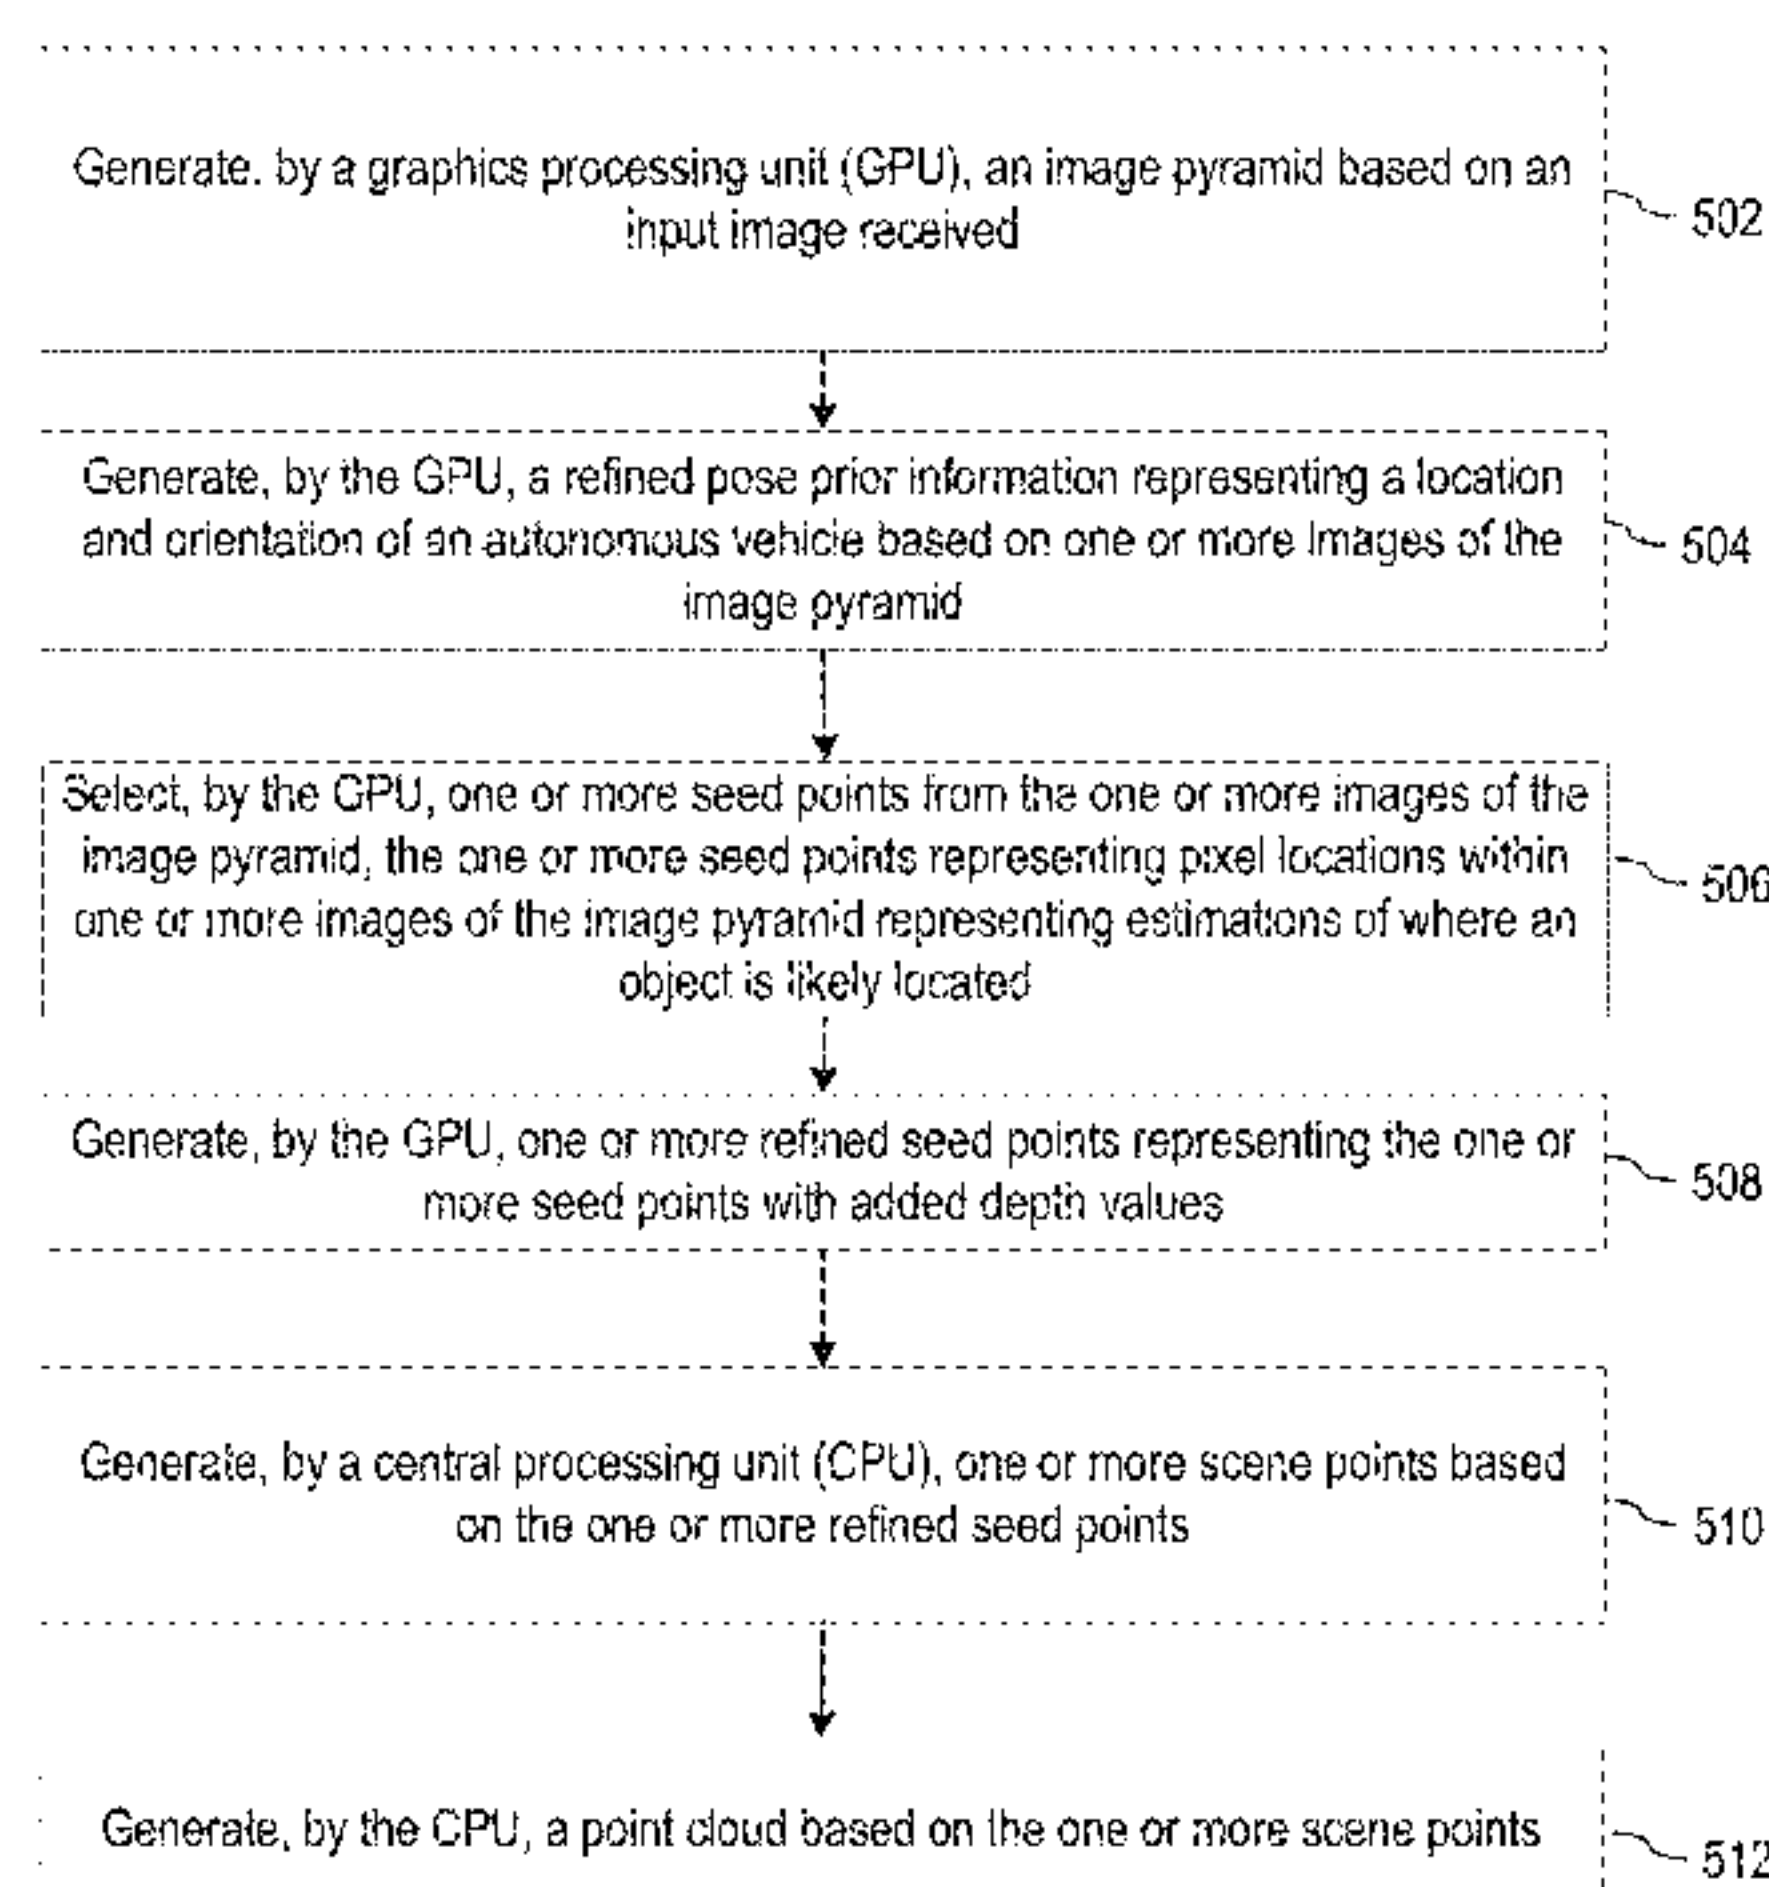 Generate. by a graphics processing unit (GPU), an image pyramid based on an
input image received
502
Generate, by the GPU, a refined pose prior information representing a location
and orientation of an autonomous vehicle based on one or more Images of the
image pyramid
504
Select, by the GPU, one or more seed points from the one or more images of the
image pyramid, the one or more seed points representing pixel locations within
one or more images of the image pyramid representing estimations of where an
object is likely located
506
Generate, by the GPU, one or more refined seed points representing the one or
more seed points with added depth values
508
Generate, by a central processing unit (CPU), one or more scene points based
on the one or more refined seed points
510
Generate, by the CPU, a point cloud based on the one or more scene points
512